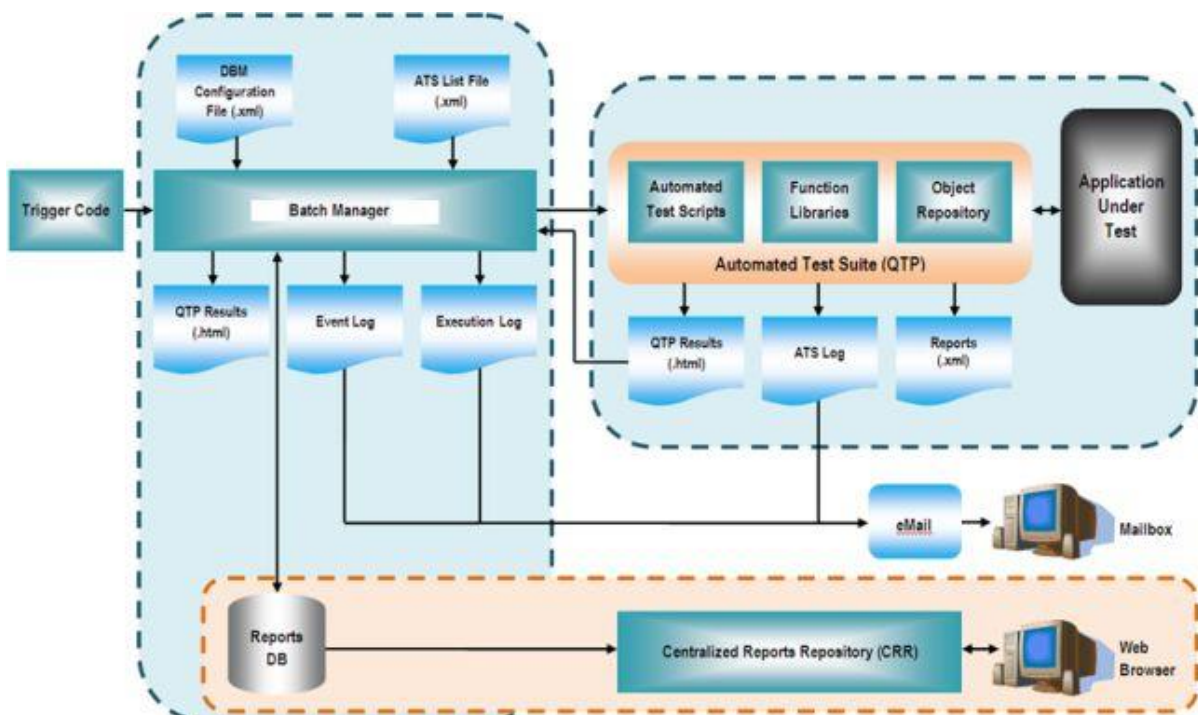 DBM
Configuration
File (.xml)
ATS List File
(.xml)
Trigger Code
Batch Manager
Automated
Test Scripts
Function
Libraries
Object
Repository
Automated Test Suite (QTP)
Application
Under
Test
QTP Results
(.html)
Event Log
Execution Log
QTP Results
(.html)
ATS Log
Reports
(.xml)
eMail
Mailbox
Reports
DB
Centralized Reports Repository (CRR)
Web
Browser